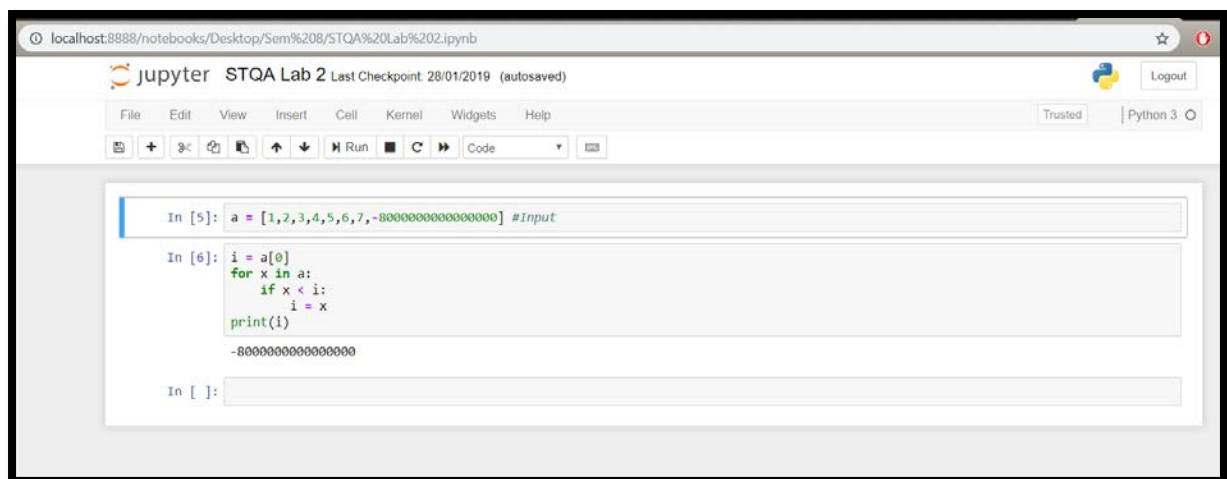 localhost:8888/notebooks/Desktop/Sem%208/STQA%20Lab%202.ipynb
jupyter STQA Lab 2 Last Checkpoint: 28/01/2019 (autosaved)
Logout
File Edit View Insert Cell Kernel Widgets Help
Trusted
Python 3
Run
Code
In [5]: a = [1,2,3,4,5,6,7,-8000000000000000] #Input
In [6]: i = a[0]
for x in a:
    if x < i:
        i = x
print(i)
-8000000000000000
In [ ]: